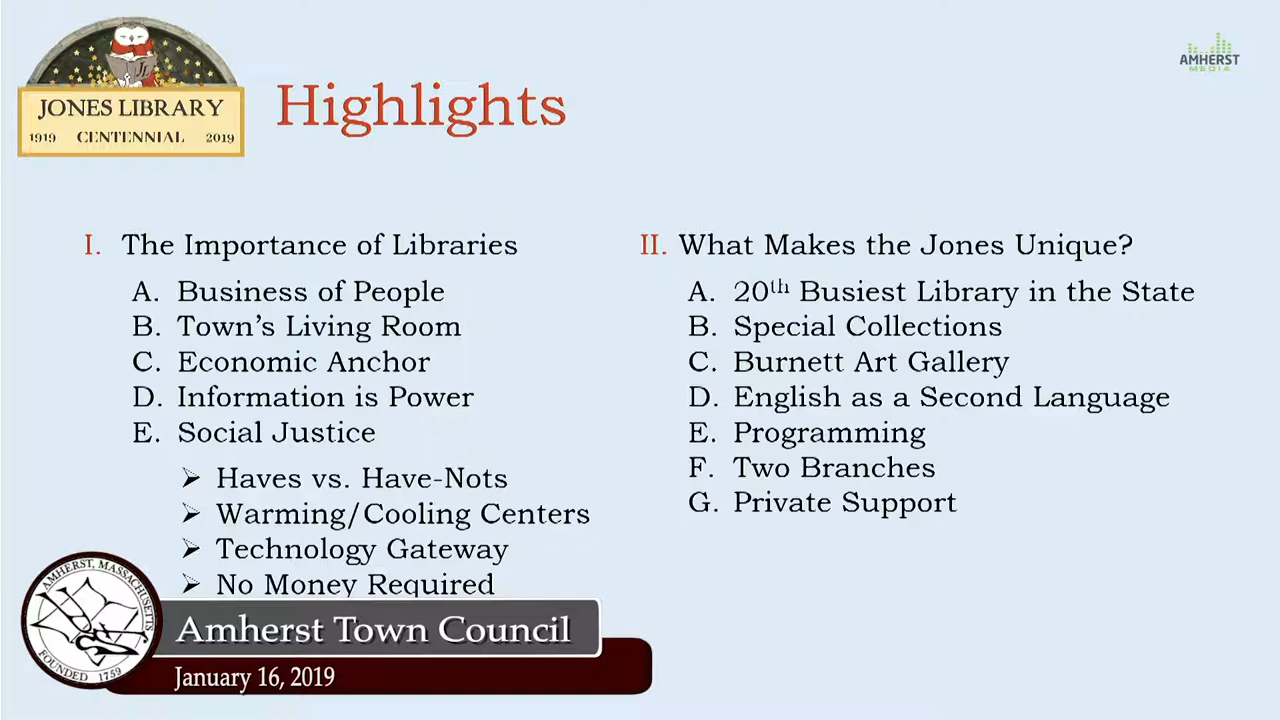 JONES LIBRARY
1919 CENTENNIAL 2019
Highlights
AMHERST
MEDIA
I. The Importance of Libraries
A. Business of People
B. Town's Living Room
C. Economic Anchor
D. Information is Power
E. Social Justice
➢ Haves vs. Have-Nots
➢ Warming/Cooling Centers
➢ Technology Gateway
➢ No Money Required
II. What Makes the Jones Unique?
A. 20th Busiest Library in the State
B. Special Collections
C. Burnett Art Gallery
D. English as a Second Language
E. Programming
F. Two Branches
G. Private Support
AMHERST, MASSACHUSETTS
FOUNDED 1759
Amherst Town Council
January 16, 2019